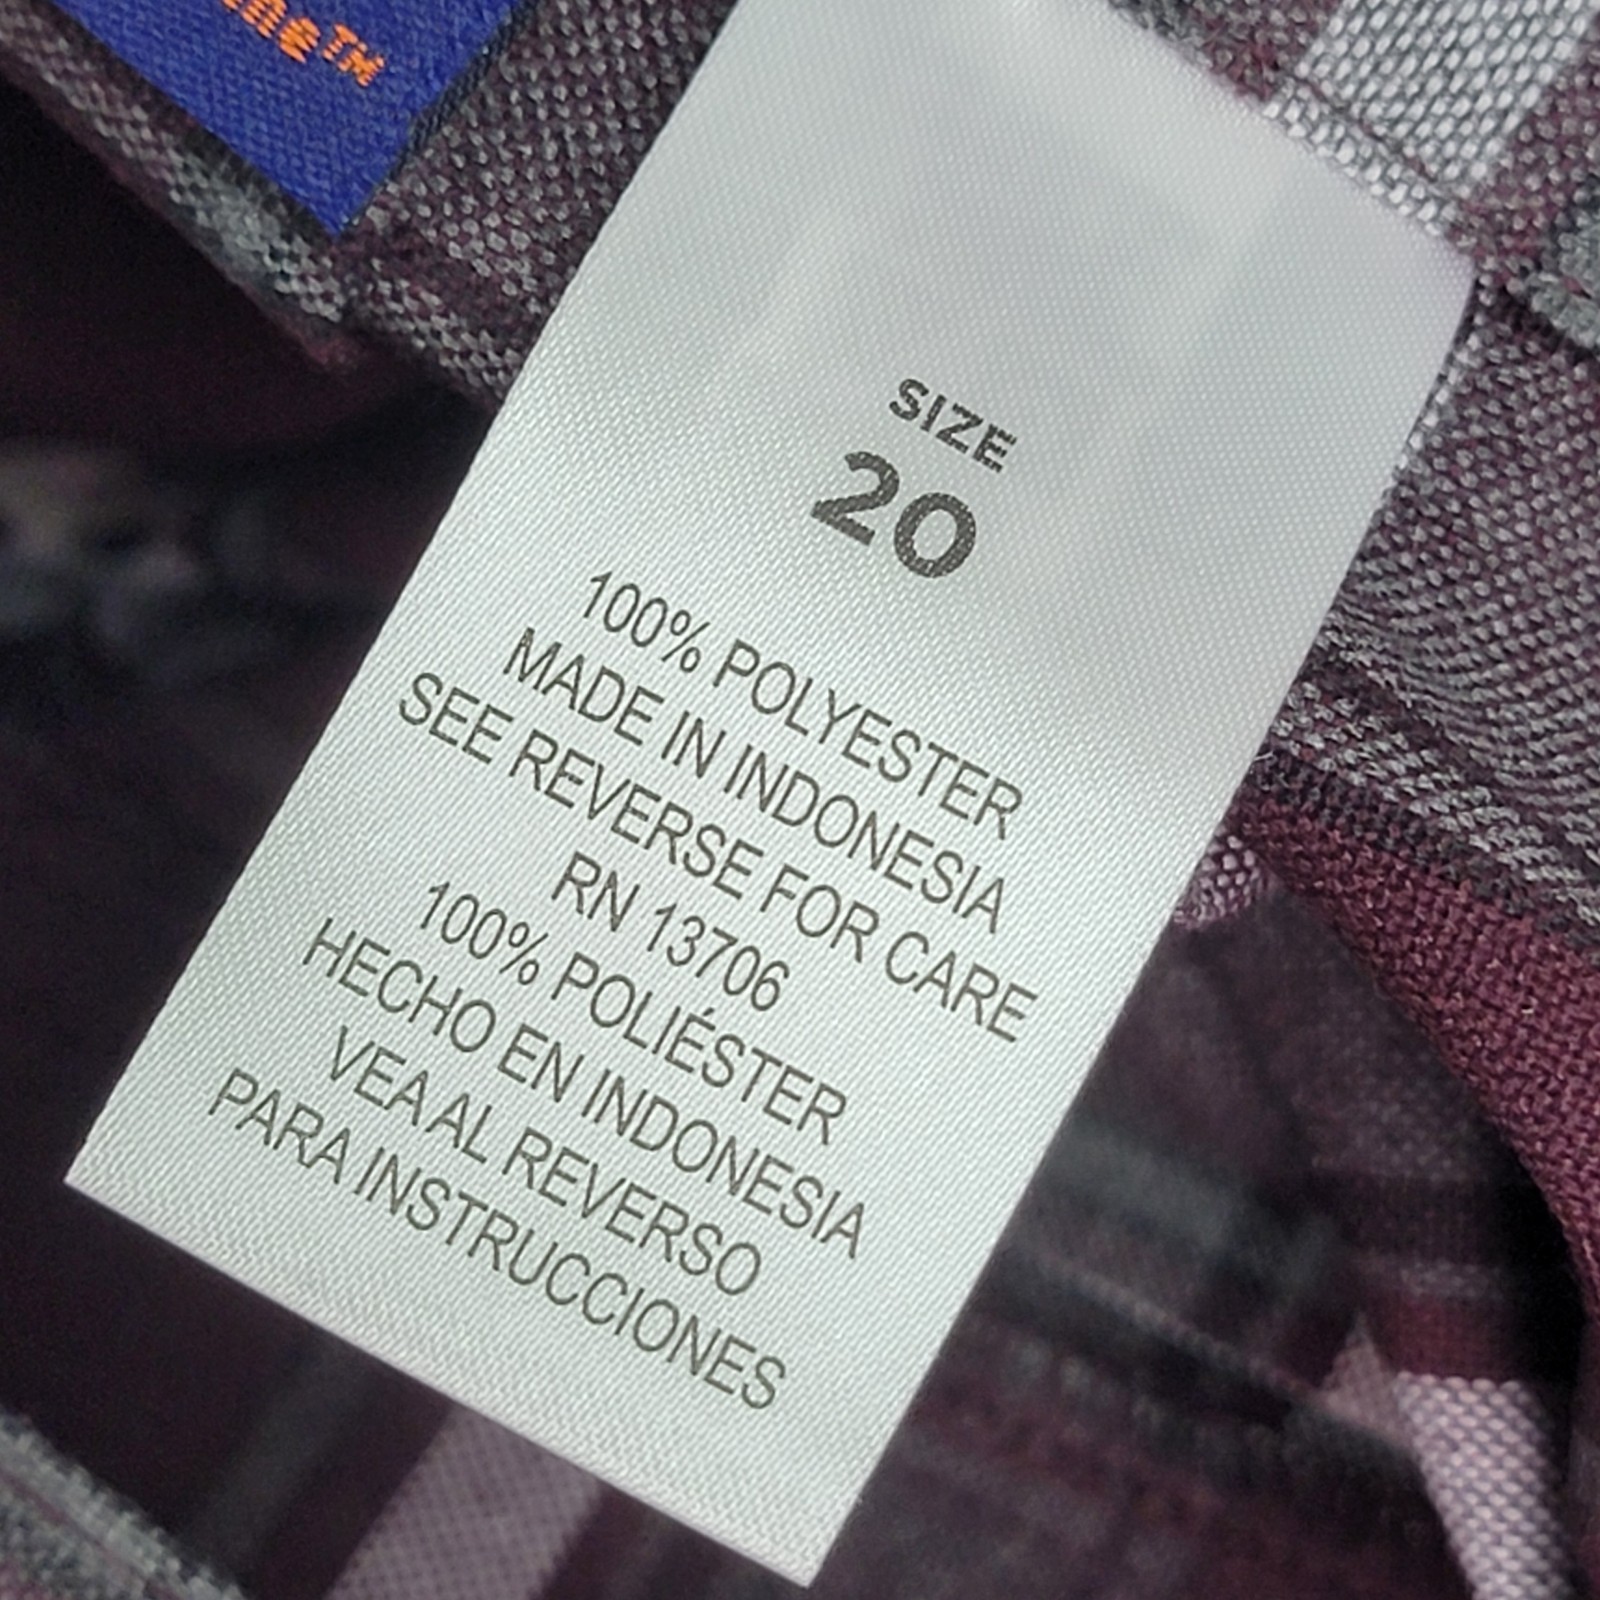 SIZE
20
100% POLYESTER
MADE IN INDONESIA
SEE REVERSE FOR CARE
RN 13706
100% POLIÉSTER
HECHO EN INDONESIA
VEA AL REVERSO
PARA INSTRUCCIONES